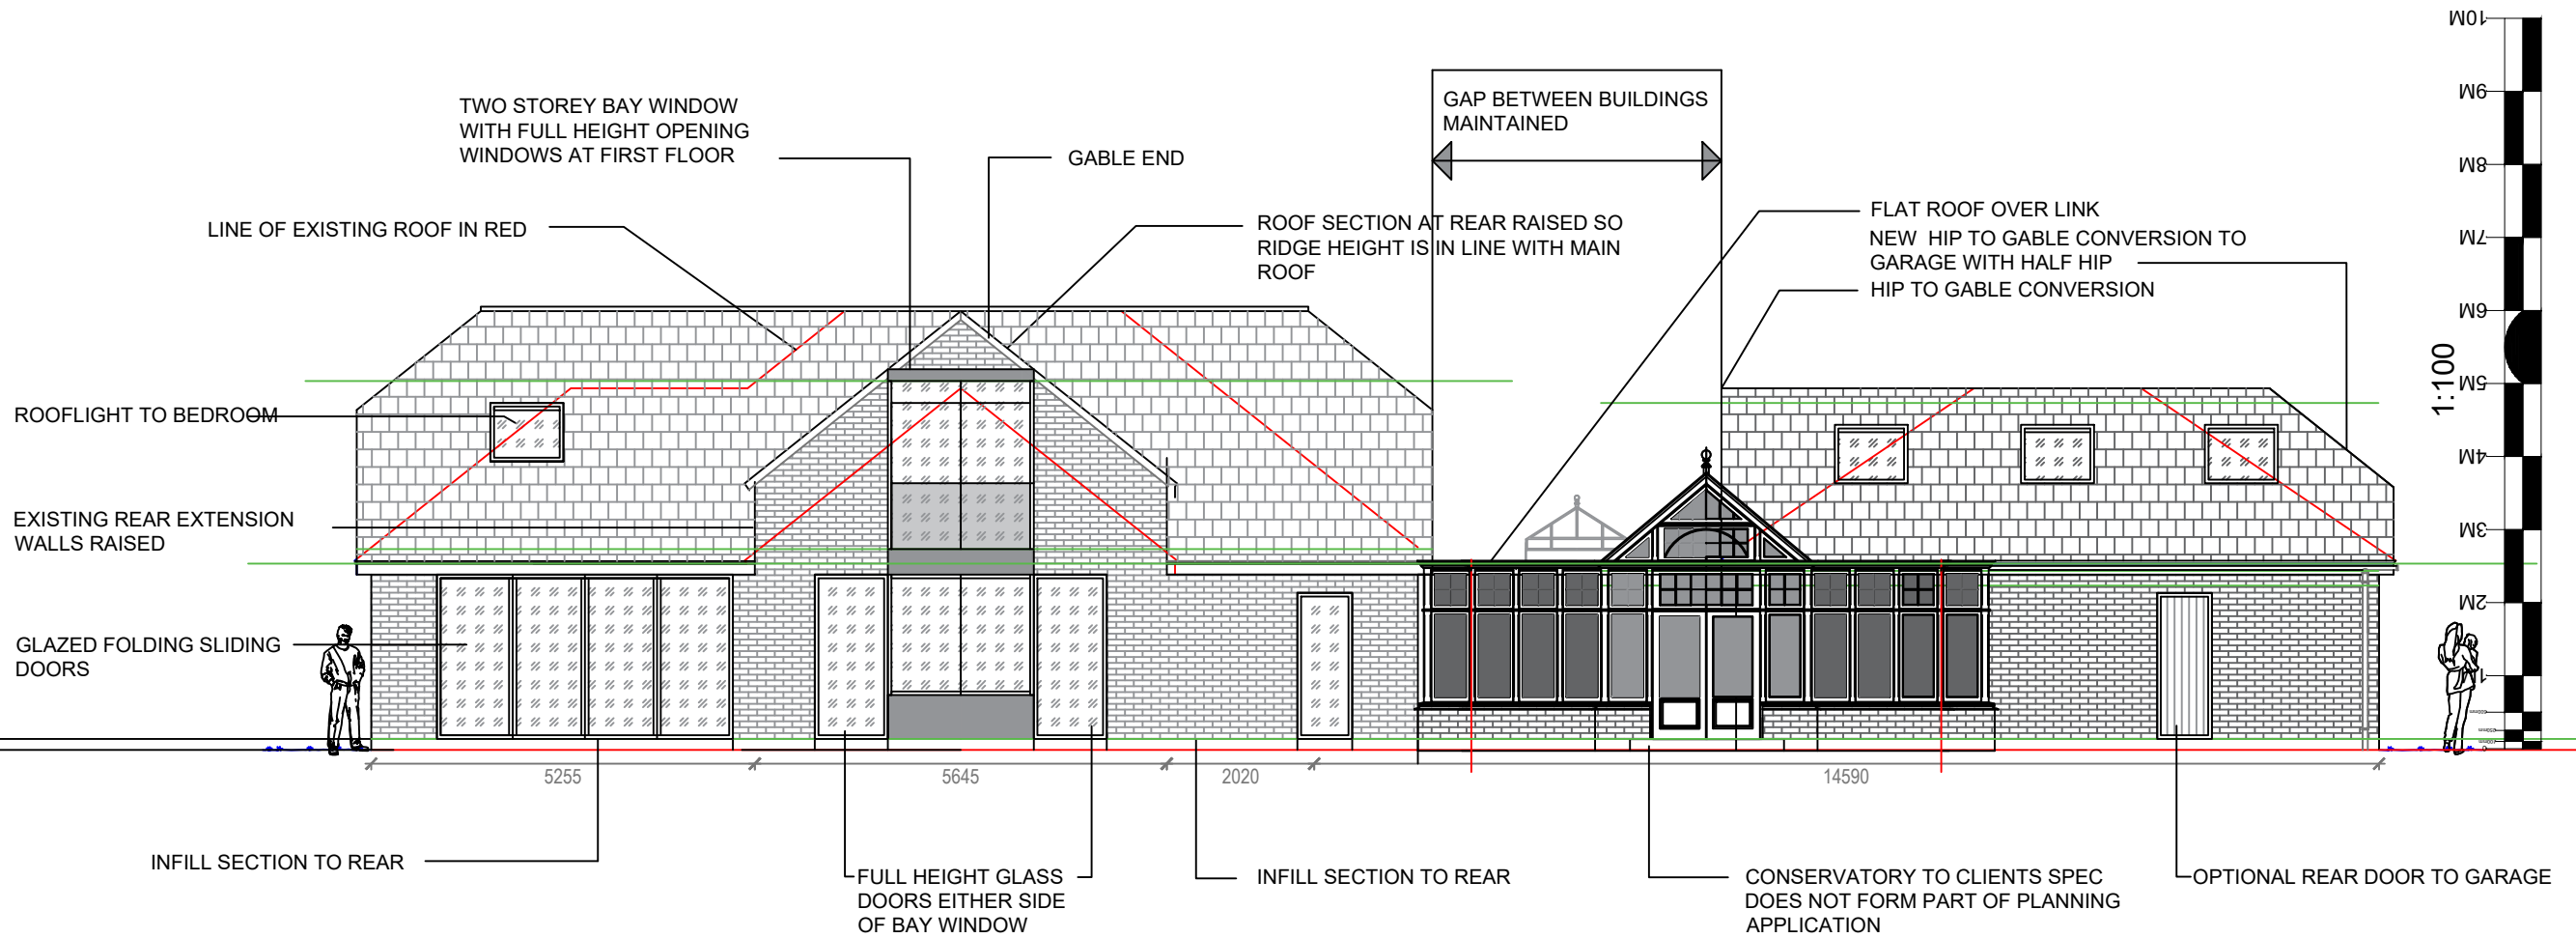 10M
9M
8M
7M
6M
5M
4M
3M
2M
1
1:100
TWO STOREY BAY WINDOW
WITH FULL HEIGHT OPENING
WINDOWS AT FIRST FLOOR
GABLE END
GAP BETWEEN BUILDINGS
MAINTAINED
LINE OF EXISTING ROOF IN RED
ROOF SECTION AT REAR RAISED SO
RIDGE HEIGHT IS IN LINE WITH MAIN
ROOF
FLAT ROOF OVER LINK
NEW HIP TO GABLE CONVERSION TO
GARAGE WITH HALF HIP
HIP TO GABLE CONVERSION
ROOFLIGHT TO BEDROOM
EXISTING REAR EXTENSION
WALLS RAISED
GLAZED FOLDING SLIDING
DOORS
5255
5645
2020
14590
INFILL SECTION TO REAR
FULL HEIGHT GLASS
DOORS EITHER SIDE
OF BAY WINDOW
INFILL SECTION TO REAR
CONSERVATORY TO CLIENTS SPEC
DOES NOT FORM PART OF PLANNING
APPLICATION
OPTIONAL REAR DOOR TO GARAGE